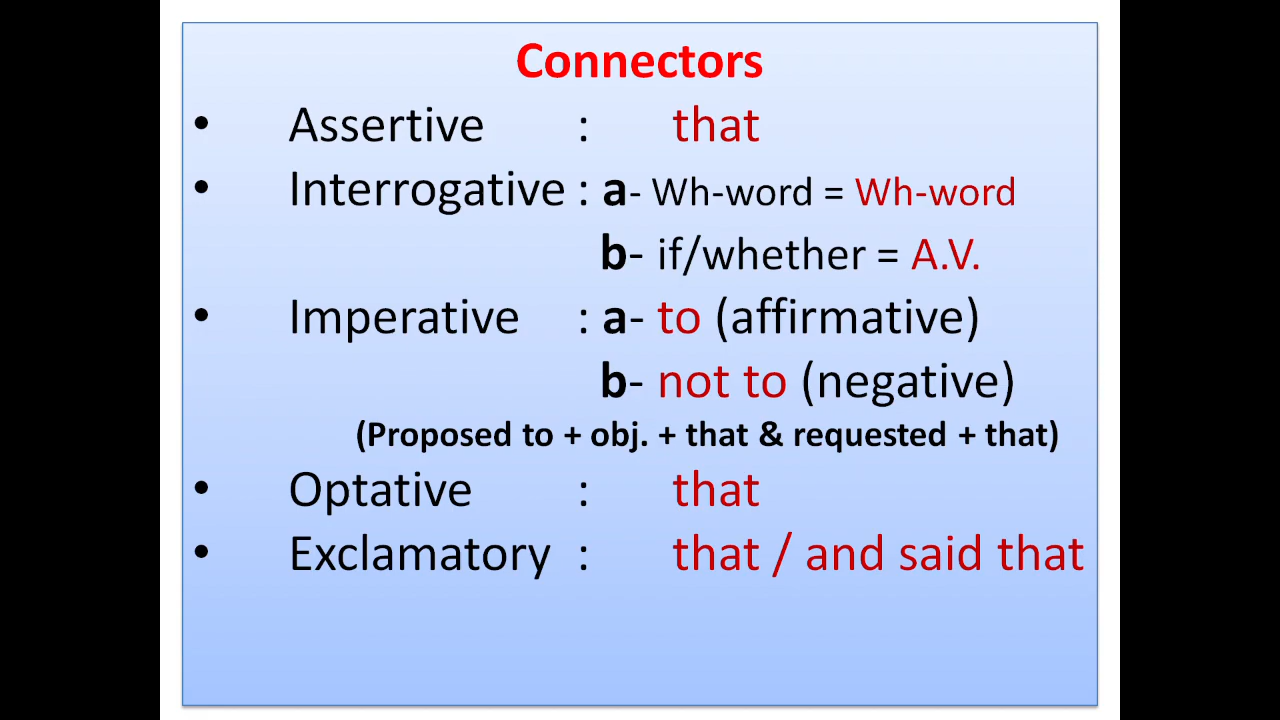 Connectors
• Assertive : that
• Interrogative : a- Wh-word = Wh-word
b- if/whether = A.V.
• Imperative : a- to (affirmative)
b- not to (negative)
(Proposed to + obj. + that & requested + that)
• Optative : that
• Exclamatory : that / and said that